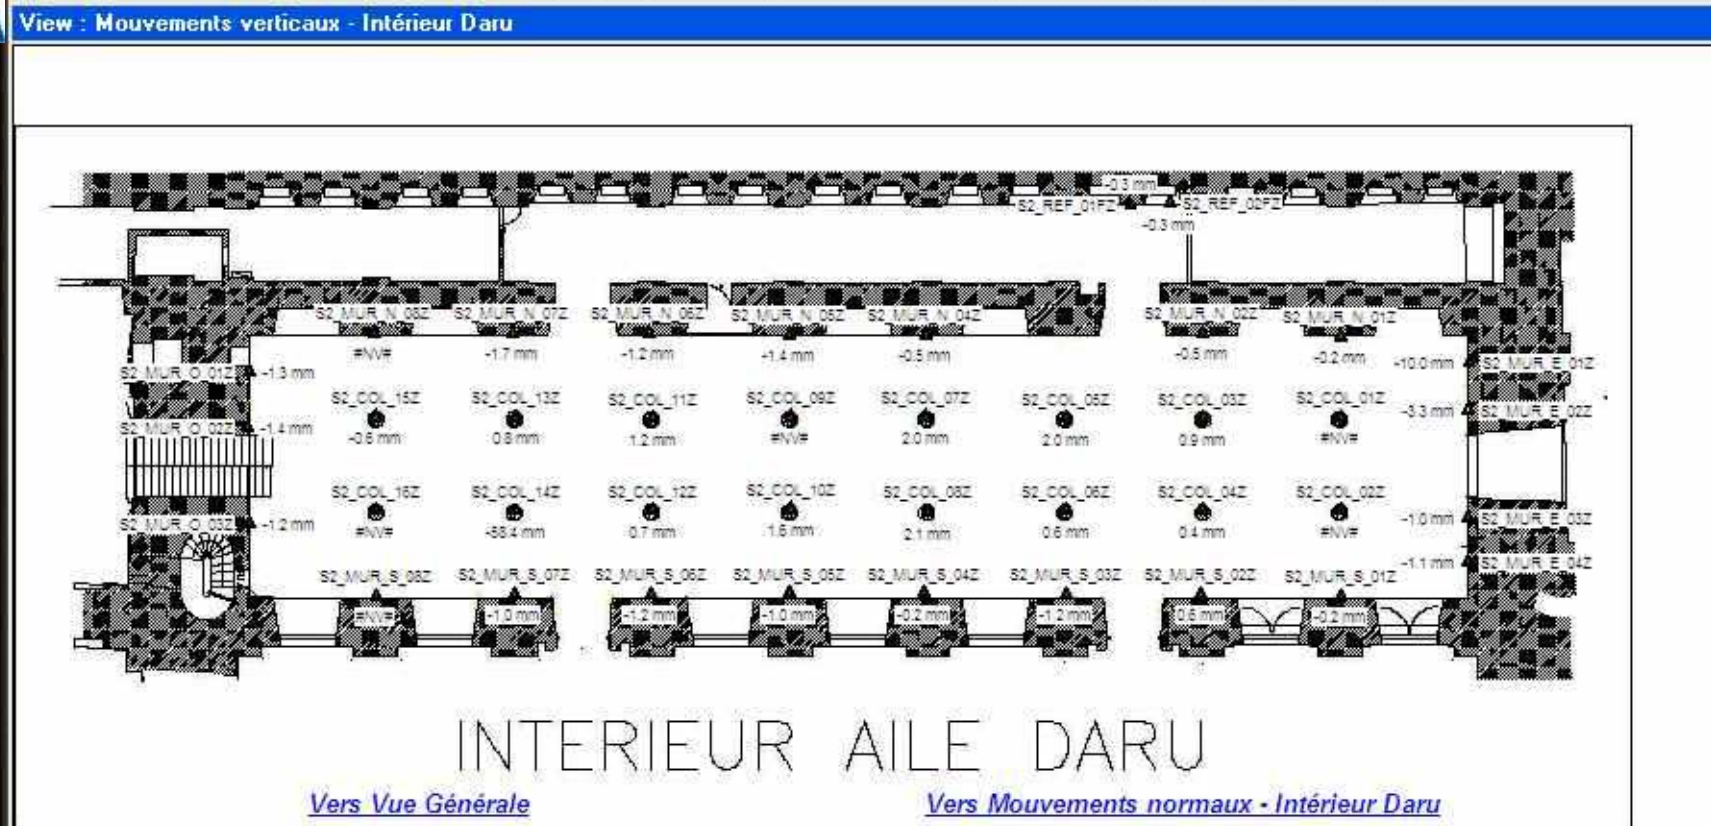 View : Mouvements verticaux - Intérieur Daru
-0.3 mm
S2_REF_01FZ S2_REF_02FZ
-0.3 mm
S2_MUR_N_08Z S2_MUR_N_07Z S2_MUR_N_06Z S2_MUR_N_05Z S2_MUR_N_04Z S2_MUR_N_02Z S2_MUR_N_01Z
#NV# -1.7 mm -1.2 mm -1.4 mm -0.5 mm -0.5 mm -0.2 mm -10.0 mm S2_MUR_E_01Z
S2_MUR_O_01Z -1.3 mm
S2_COL_15Z S2_COL_13Z S2_COL_11Z S2_COL_09Z S2_COL_07Z S2_COL_05Z S2_COL_03Z S2_COL_01Z
-3.3 mm S2_MUR_E_02Z
S2_MUR_O_02Z -1.4 mm
-0.6 mm 0.8 mm 1.2 mm #NV# 2.0 mm 2.0 mm 0.9 mm #NV#
S2_COL_16Z S2_COL_14Z S2_COL_12Z S2_COL_10Z S2_COL_08Z S2_COL_06Z S2_COL_04Z S2_COL_02Z
S2_MUR_O_03Z -1.2 mm -1.0 mm S2_MUR_E_03Z
#NV# 0.7 mm 1.5 mm 2.1 mm 0.6 mm 0.4 mm #NV#
-1.1 mm S2_MUR_E_04Z
S2_MUR_S_08Z S2_MUR_S_07Z S2_MUR_S_06Z S2_MUR_S_05Z S2_MUR_S_04Z S2_MUR_S_03Z S2_MUR_S_02Z S2_MUR_S_01Z
#NV# -1.0 mm -1.2 mm -1.0 mm -0.2 mm -1.2 mm 0.6 mm -0.2 mm
INTERIEUR AILE DARU
Vers Vue Générale Vers Mouvements normaux - Intérieur Daru